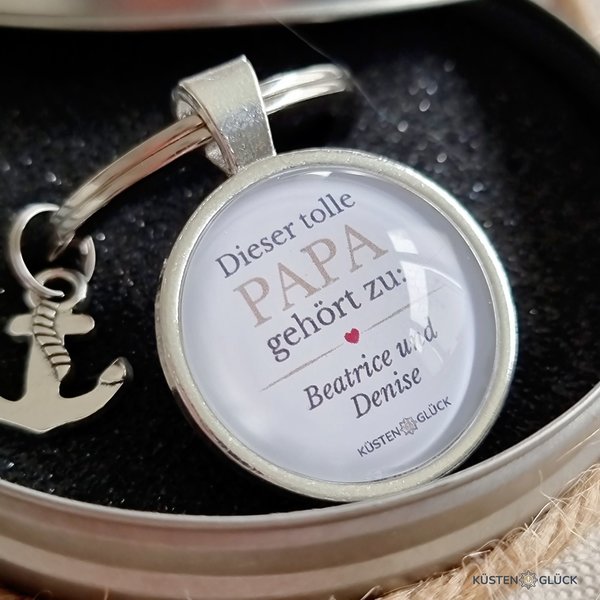 Dieser tolle
PAPA
gehört zu:
Beatrice und
Denise
KÜSTEN GLÜCK
KÜSTEN GLÜCK